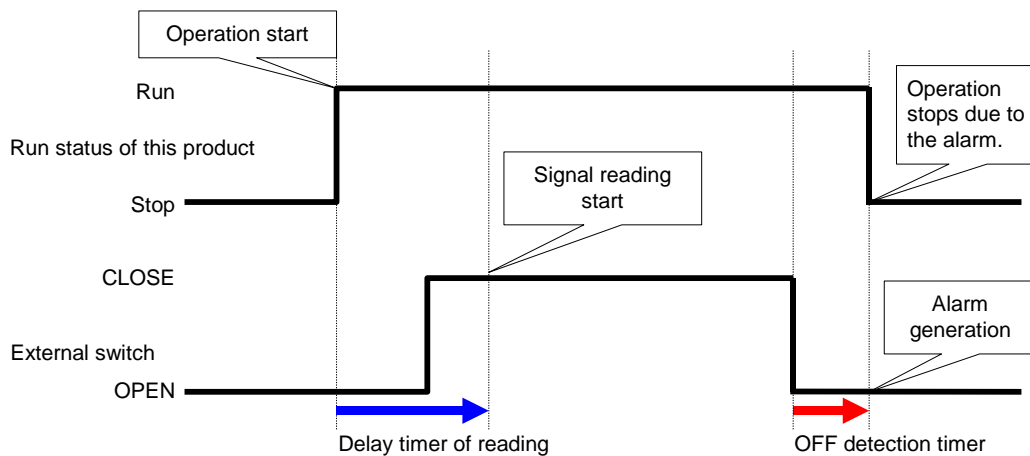 Operation start
Run
Operation
stops due to
the alarm.
Run status of this product
Signal reading
start
Stop
CLOSE
Alarm
generation
External switch
OPEN
Delay timer of reading
OFF detection timer